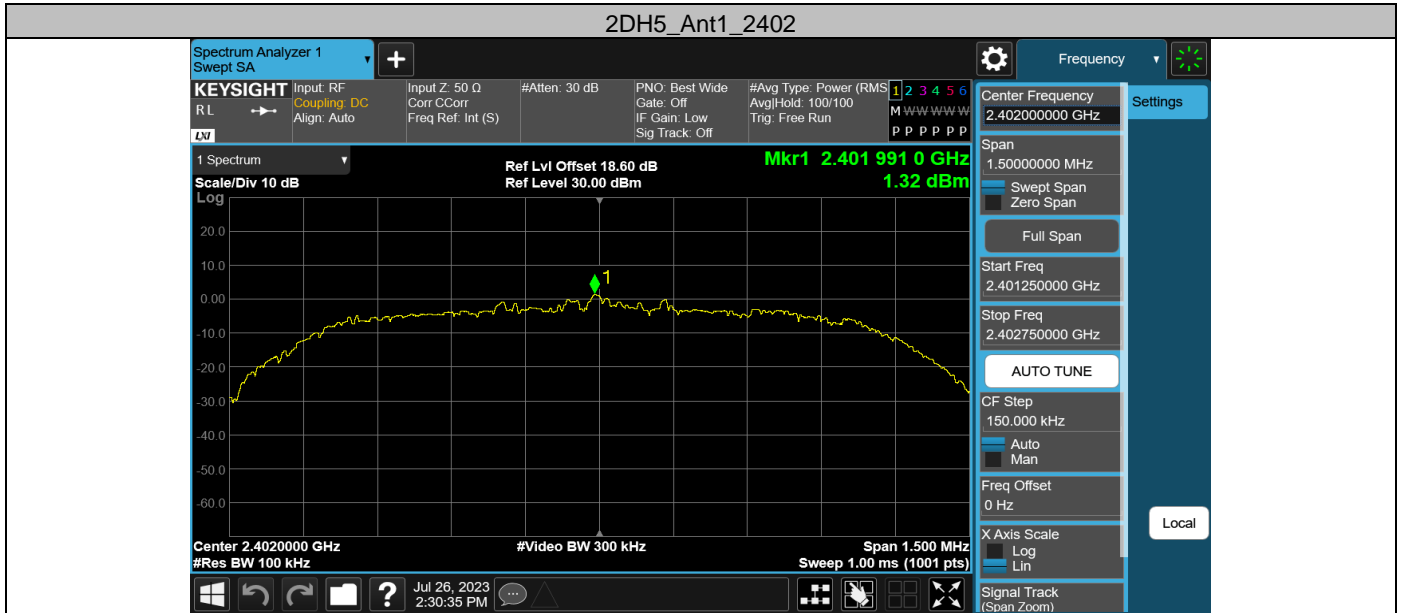 2DH5_Ant1_2402
Spectrum Analyzer 1
Swept SA
+
Frequency
KEYSIGHT
RL
LXI
Input: RF
Coupling: DC
Align: Auto
Input Z: 50 Ω
Corr CCorr
Freq Ref: Int (S)
#Atten: 30 dB
PNO: Best Wide
Gate: Off
IF Gain: Low
Sig Track: Off
#Avg Type: Power (RMS
Avg|Hold: 100/100
Trig: Free Run
1 2 3 4 5 6
M W W W W W
P P P P P P
1 Spectrum
Scale/Div 10 dB
Ref Lvl Offset 18.60 dB
Ref Level 30.00 dBm
Mkr1 2.401 991 0 GHz
1.32 dBm
Log
20.0
10.0
0.00
-10.0
-20.0
-30.0
-40.0
-50.0
-60.0
1
Center 2.4020000 GHz
#Res BW 100 kHz
#Video BW 300 kHz
Span 1.500 MHz
Sweep 1.00 ms (1001 pts)
Center Frequency
2.402000000 GHz
Settings
Span
1.50000000 MHz
Swept Span
Zero Span
Full Span
Start Freq
2.401250000 GHz
Stop Freq
2.402750000 GHz
AUTO TUNE
CF Step
150.000 kHz
Auto
Man
Freq Offset
0 Hz
X Axis Scale
Log
Lin
Local
Signal Track
(Span Zoom)
?
Jul 26, 2023
2:30:35 PM